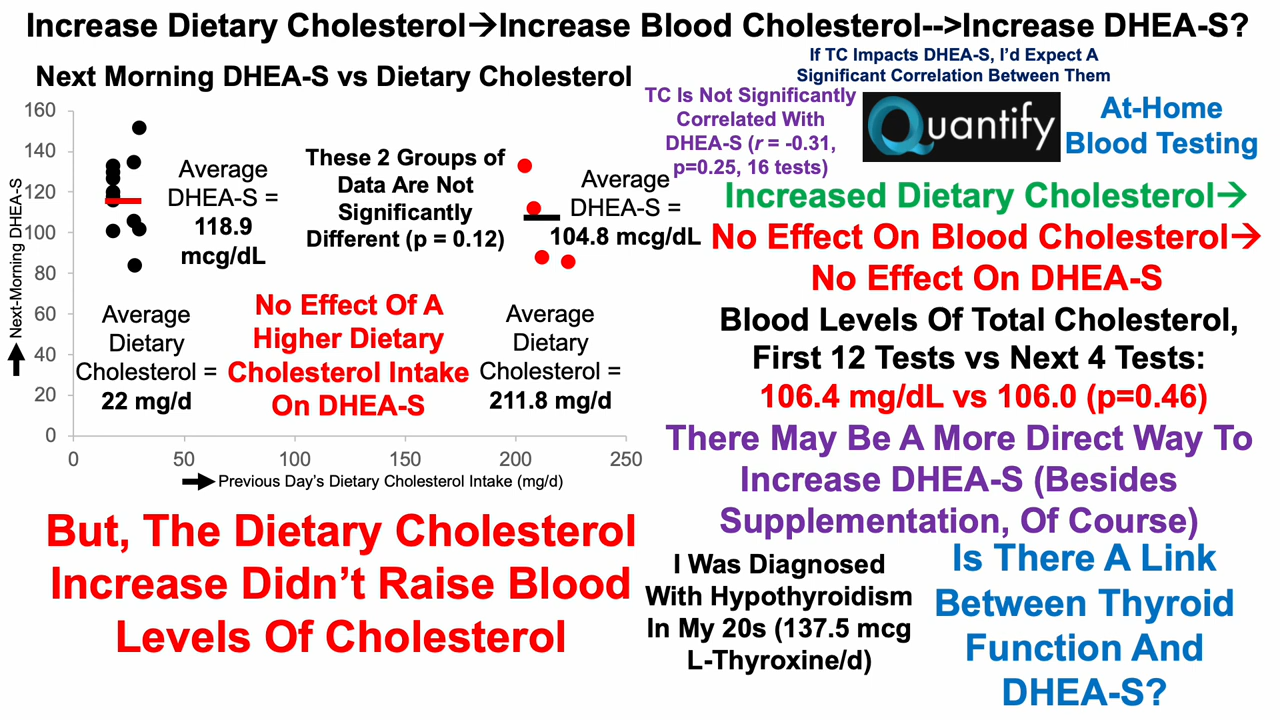 Increase Dietary Cholesterol→Increase Blood Cholesterol-->Increase DHEA-S?
If TC Impacts DHEA-S, I'd Expect A
Significant Correlation Between Them
Next Morning DHEA-S vs Dietary Cholesterol
TC Is Not Significantly
Correlated With
DHEA-S (r = -0.31,
p=0.25, 16 tests)
Quantify
At-Home
Blood Testing
160
140
120
100
80
60
40
20
0
Next-Morning DHEA-S
Average
DHEA-S =
118.9
mcg/dL
These 2 Groups of
Data Are Not
Significantly
Different (p = 0.12)
Average
DHEA-S =
104.8 mcg/dL
Average
Dietary
Cholesterol =
22 mg/d
No Effect Of A
Higher Dietary
Cholesterol Intake
On DHEA-S
Average
Dietary
Cholesterol =
211.8 mg/d
0
50
100
150
200
250
Previous Day's Dietary Cholesterol Intake (mg/d)
Increased Dietary Cholesterol→
No Effect On Blood Cholesterol→
No Effect On DHEA-S
Blood Levels Of Total Cholesterol,
First 12 Tests vs Next 4 Tests:
106.4 mg/dL vs 106.0 (p=0.46)
There May Be A More Direct Way To
Increase DHEA-S (Besides
Supplementation, Of Course)
But, The Dietary Cholesterol
Increase Didn't Raise Blood
Levels Of Cholesterol
I Was Diagnosed
With Hypothyroidism
In My 20s (137.5 mcg
L-Thyroxine/d)
Is There A Link
Between Thyroid
Function And
DHEA-S?